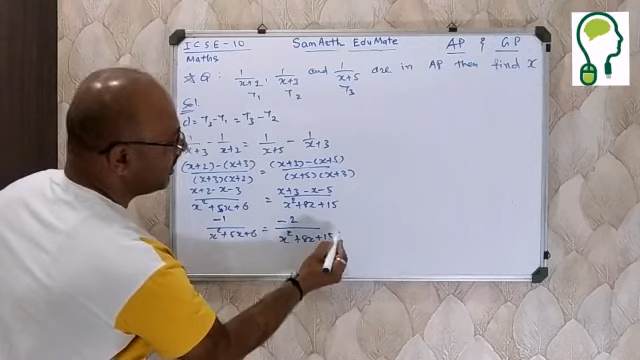 ICSE-10 SamArth EduMate AP & GP
Maths
Q: 1/(x+2), 1/(x+3) and 1/(x+5) are in AP then find x
T₁ T₂ T₃
Sol.
d = T₂-T₁ = T₃-T₂
1/(x+3) - 1/(x+2) = 1/(x+5) - 1/(x+3)
((x+2)-(x+3))/((x+3)(x+2)) = ((x+3)-(x+5))/((x+5)(x+3))
(x+2-x-3)/(x²+5x+6) = (x+3-x-5)/(x²+8x+15)
-1/(x²+5x+6) = -2/(x²+8x+15)